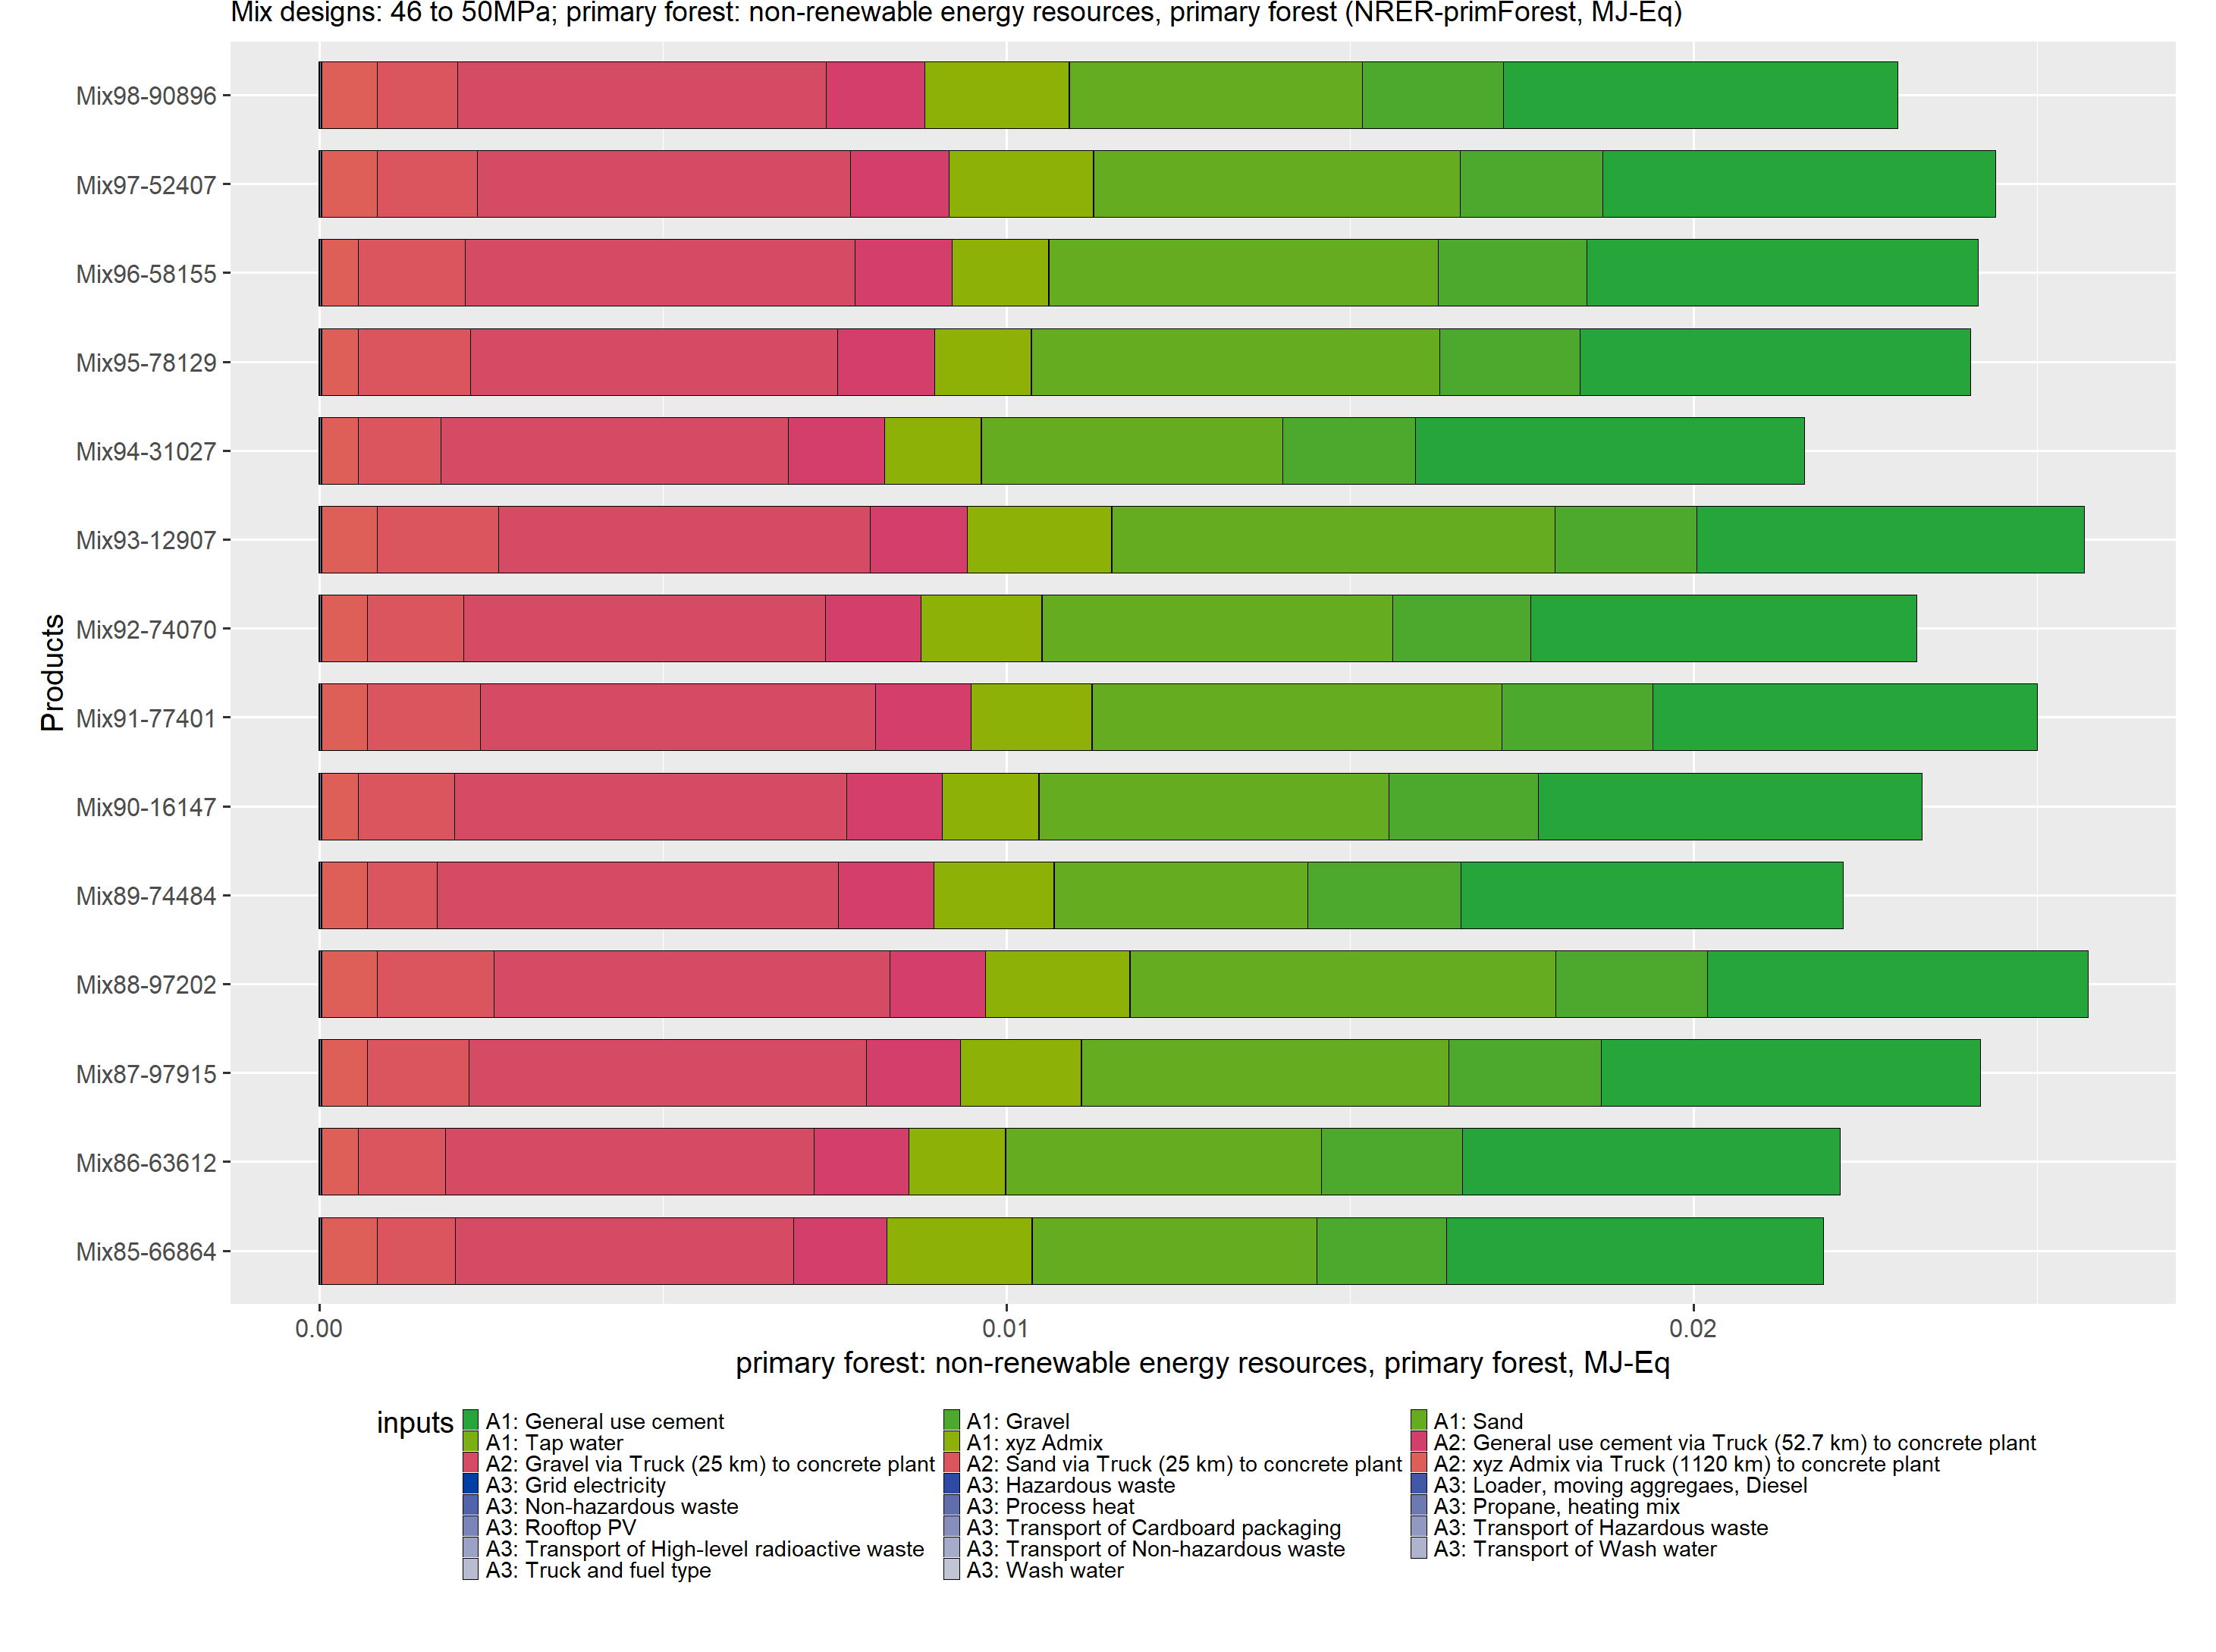 Mix designs: 46 to 50MPa; primary forest: non-renewable energy resources, primary forest (NRER-primForest, MJ-Eq)
Products
Mix98-90896
Mix97-52407
Mix96-58155
Mix95-78129
Mix94-31027
Mix93-12907
Mix92-74070
Mix91-77401
Mix90-16147
Mix89-74484
Mix88-97202
Mix87-97915
Mix86-63612
Mix85-66864
0.00 0.01 0.02
primary forest: non-renewable energy resources, primary forest, MJ-Eq
inputs
A1: General use cement A1: Gravel A1: Sand
A1: Tap water A1: xyz Admix A2: General use cement via Truck (52.7 km) to concrete plant
A2: Gravel via Truck (25 km) to concrete plant A2: Sand via Truck (25 km) to concrete plant A2: xyz Admix via Truck (1120 km) to concrete plant
A3: Grid electricity A3: Hazardous waste A3: Loader, moving aggregaes, Diesel
A3: Non-hazardous waste A3: Process heat A3: Propane, heating mix
A3: Rooftop PV A3: Transport of Cardboard packaging A3: Transport of Hazardous waste
A3: Transport of High-level radioactive waste A3: Transport of Non-hazardous waste A3: Transport of Wash water
A3: Truck and fuel type A3: Wash water